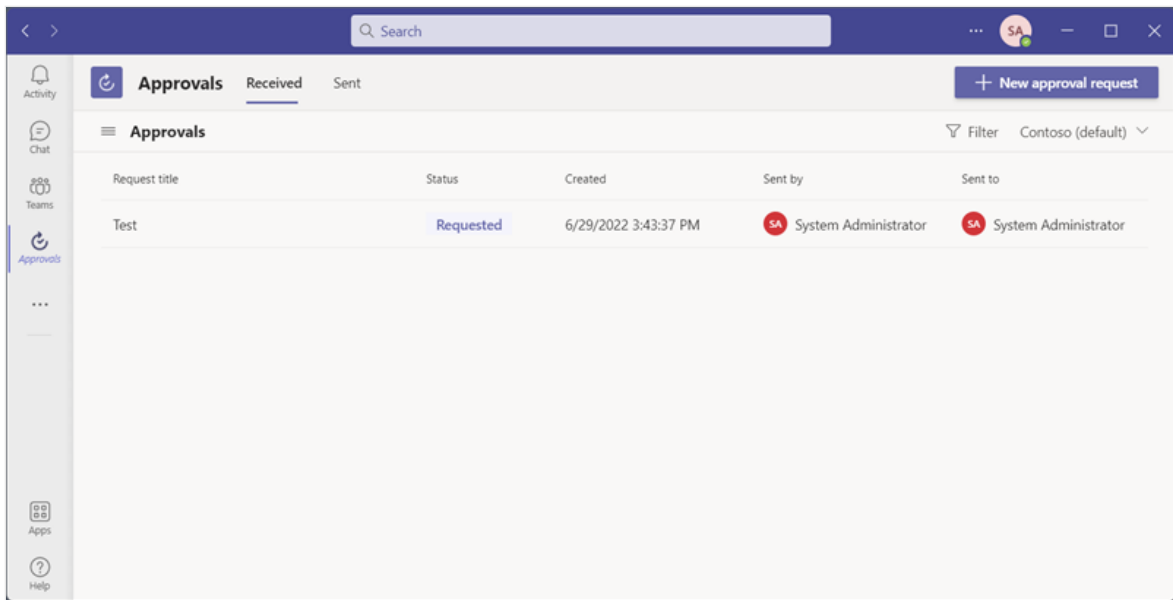 Search
SA
Activity
Chat
Teams
Approvals
Apps
Help
Approvals Received Sent
New approval request
Approvals
Filter Contoso (default)
Request title Status Created Sent by Sent to
Test Requested 6/29/2022 3:43:37 PM SA System Administrator SA System Administrator